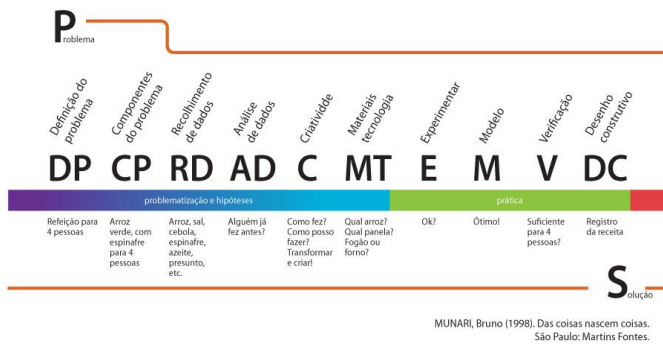 Problema
Definição do
problema
Componentes
do problema
Recolhimento
de dados
Análise
de dados
Criatividde
Materiais
tecnologia
Experimentar
Modelo
Verificação
Desenho
construtivo
DP CP RD AD C MT E M V DC
problematização e hipóteses
prática
Refeição para
4 pessoas
Arroz
verde, com
espinafre
para 4
pessoas
Arroz, sal,
cebola,
espinafre,
azeite,
presunto,
etc.
Alguém já
fez antes?
Como fez?
Como posso
fazer?
Transformar
e criar!
Qual arroz?
Qual panela?
Fogão ou
forno?
Ok?
Ótimo!
Suficiente
para 4
pessoas?
Registro
da receita
Solução
MUNARI, Bruno (1998). Das coisas nascem coisas.
São Paulo: Martins Fontes.